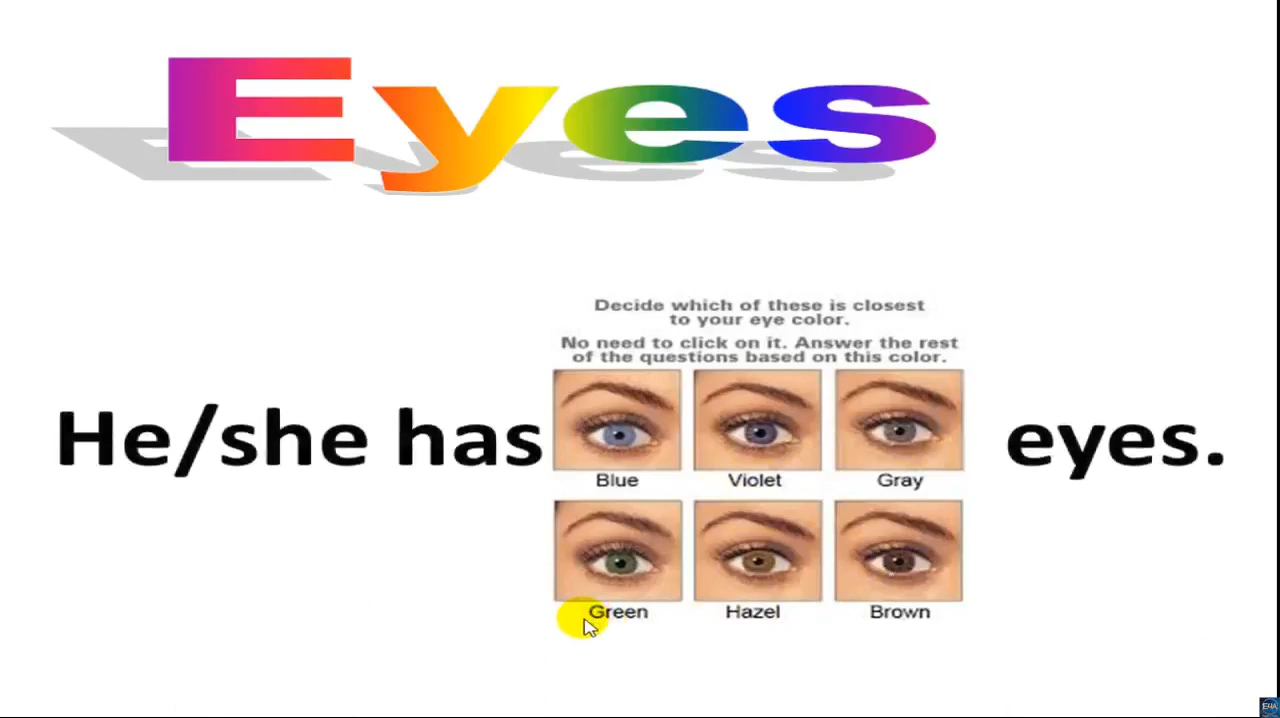 Eyes
Decide which of these is closest
to your eye color.
No need to click on it. Answer the rest
of the questions based on this color.
He/she has eyes.
Blue Violet Gray
Green Hazel Brown
E4A